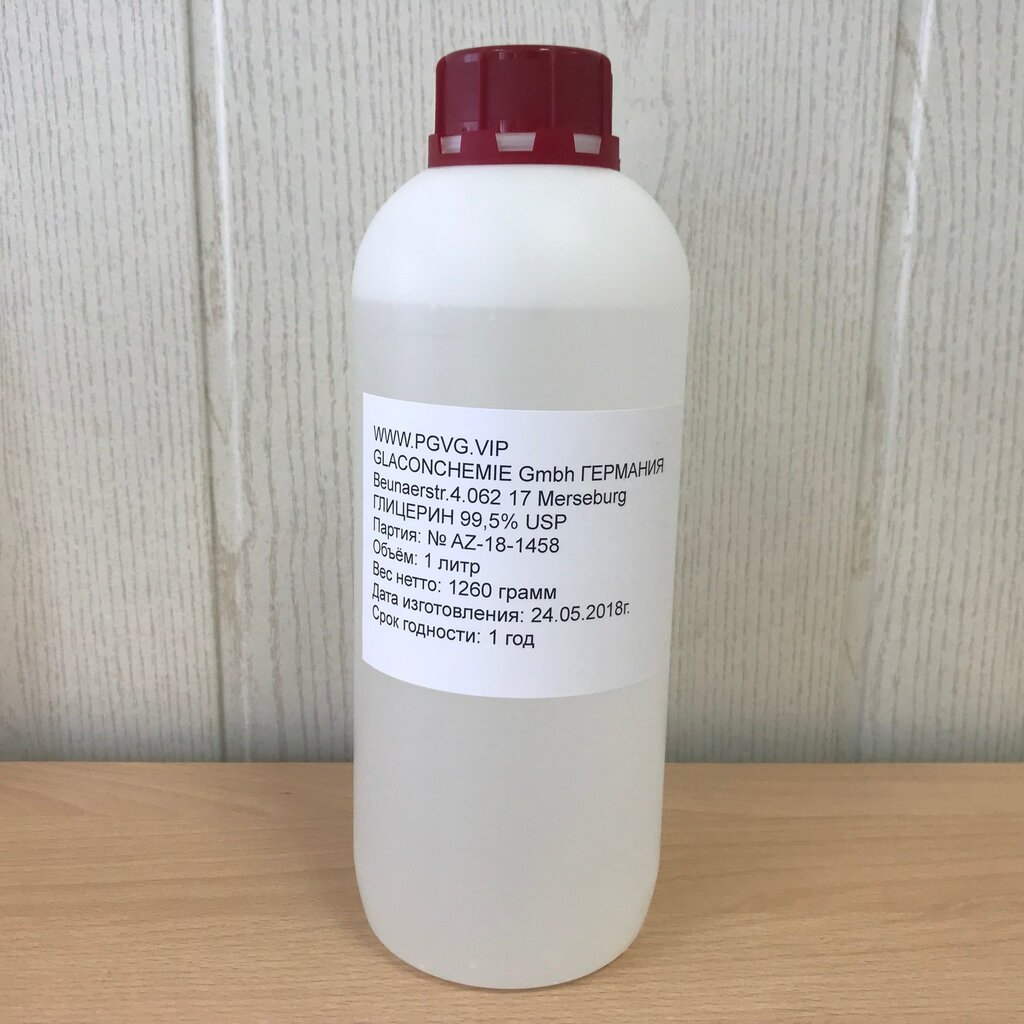 WWW.PGVG.VIP
GLACONCHEMIE Gmbh ГЕРМАНИЯ
Beunaerstr.4.062 17 Merseburg
ГЛИЦЕРИН 99,5% USP
Партия: № AZ-18-1458
Объём: 1 литр
Вес нетто: 1260 грамм
Дата изготовления: 24.05.2018г.
Срок годности: 1 год